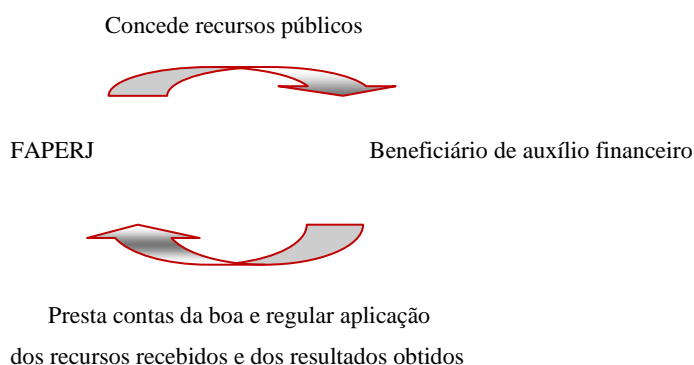 Concede recursos públicos
FAPERJ
Beneficiário de auxílio financeiro
Presta contas da boa e regular aplicação
dos recursos recebidos e dos resultados obtidos